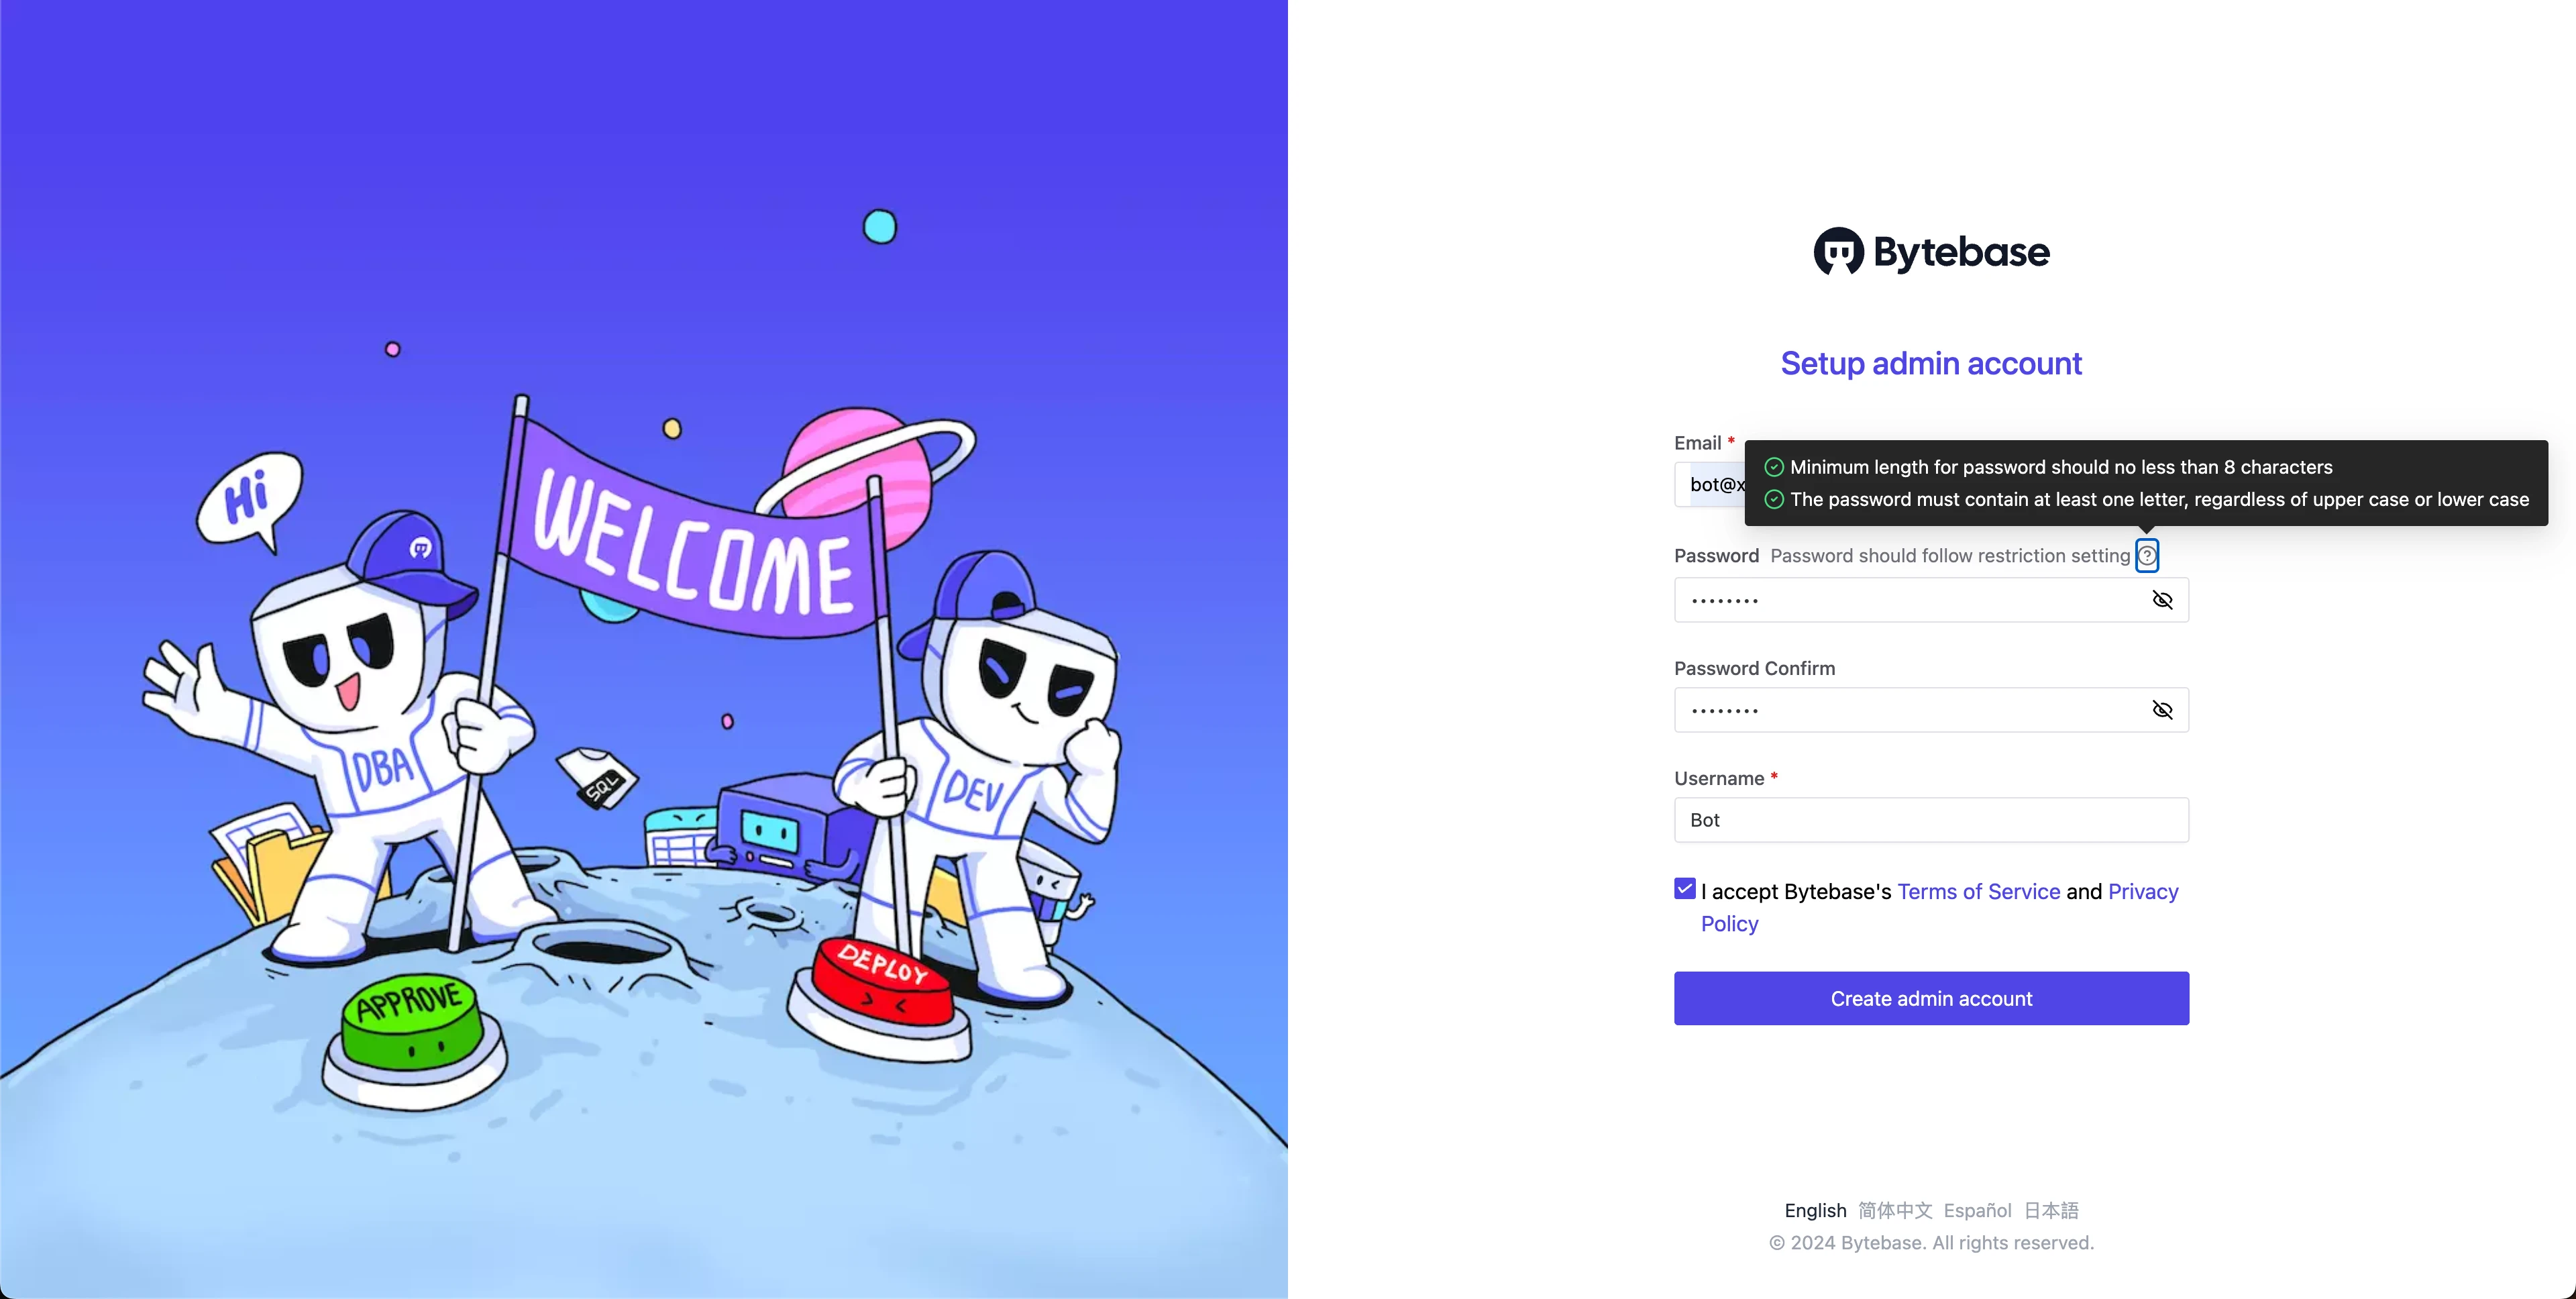 Hi
WELCOME
DBA
DEV
SQL
APPROVE
DEPLOY
Bytebase
Setup admin account
Email *
bot@x
Minimum length for password should no less than 8 characters
The password must contain at least one letter, regardless of upper case or lower case
Password Password should follow restriction setting
••••••••
Password Confirm
••••••••
Username *
Bot
I accept Bytebase's Terms of Service and Privacy
Policy
Create admin account
English 简体中文 Español 日本語
© 2024 Bytebase. All rights reserved.